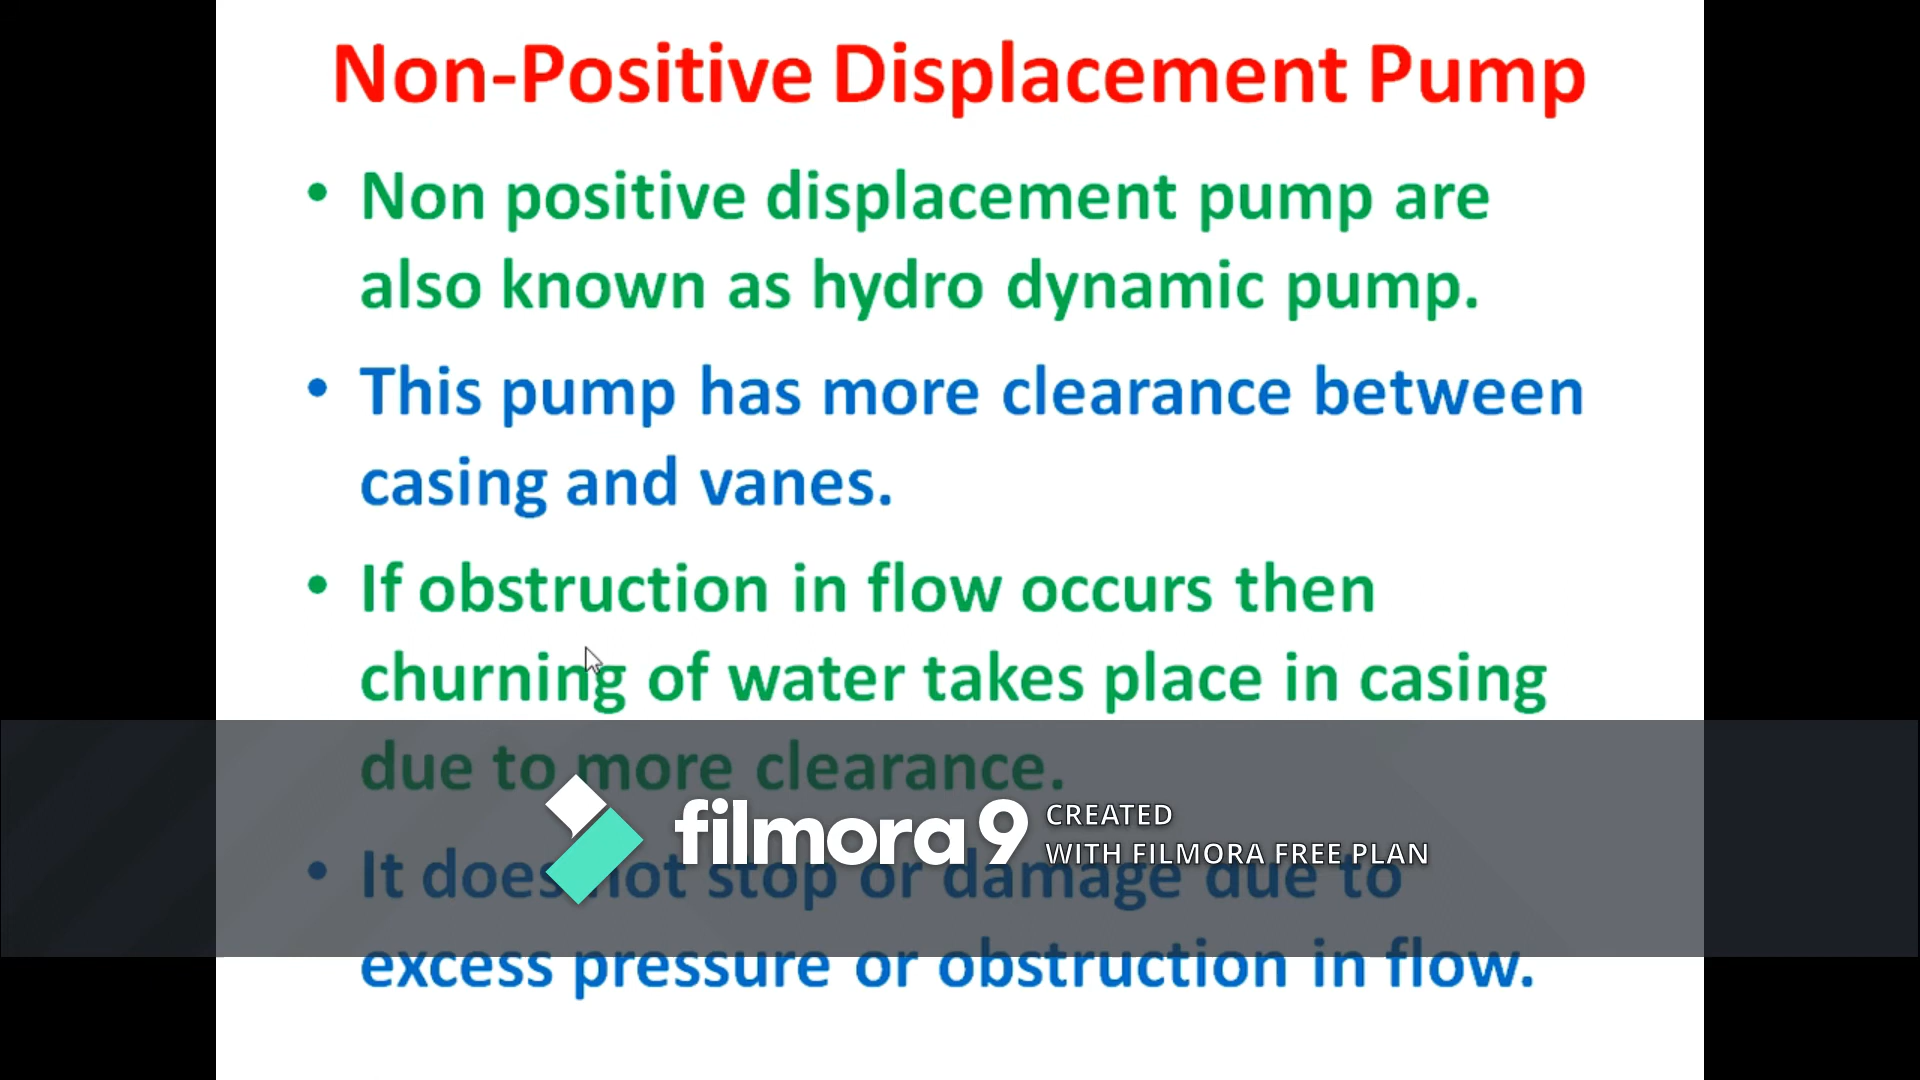 Non-Positive Displacement Pump
• Non positive displacement pump are
also known as hydro dynamic pump.
• This pump has more clearance between
casing and vanes.
• If obstruction in flow occurs then
churning of water takes place in casing
due to more clearance.
filmora9 CREATED
WITH FILMORA FREE PLAN
• It does not stop or damage due to
excess pressure or obstruction in flow.